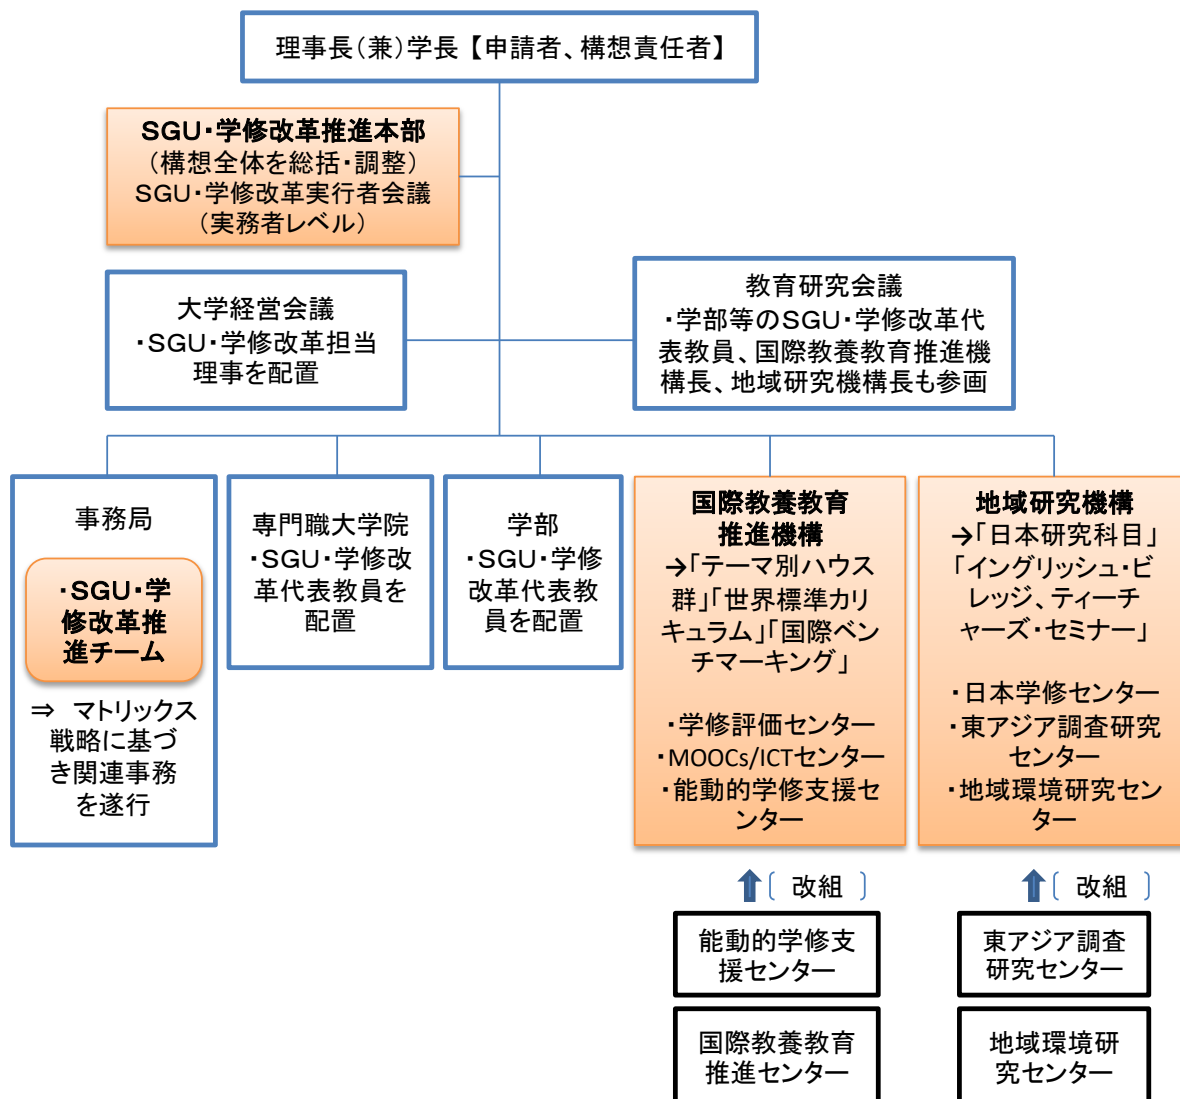 理事長（兼）学長【申請者、構想責任者】
SGU・学修改革推進本部
（構想全体を総括・調整）
SGU・学修改革実行者会議
（実務者レベル）
大学経営会議
・SGU・学修改革担当
理事を配置
教育研究会議
・学部等のSGU・学修改革代
表教員、国際教養教育推進機
構長、地域研究機構長も参画
事務局
・SGU・学
修改革推
進チーム
⇒ マトリックス
戦略に基づ
き関連事務
を遂行
専門職大学院
・SGU・学修改
革代表教員を
配置
学部
・SGU・学修
改革代表教
員を配置
国際教養教育
推進機構
→「テーマ別ハウス
群」「世界標準カリ
キュラム」「国際ベン
チマーキング」
・学修評価センター
・MOOCs/ICTセンター
・能動的学修支援セ
ンター
地域研究機構
→「日本研究科目」
「イングリッシュ・ビ
レッジ、ティーチ
ャーズ・セミナー」
・日本学修センター
・東アジア調査研究
センター
・地域環境研究セン
ター
〔 改組 〕
〔 改組 〕
能動的学修支
援センター
東アジア調査
研究センター
国際教養教育
推進センター
地域環境研
究センター